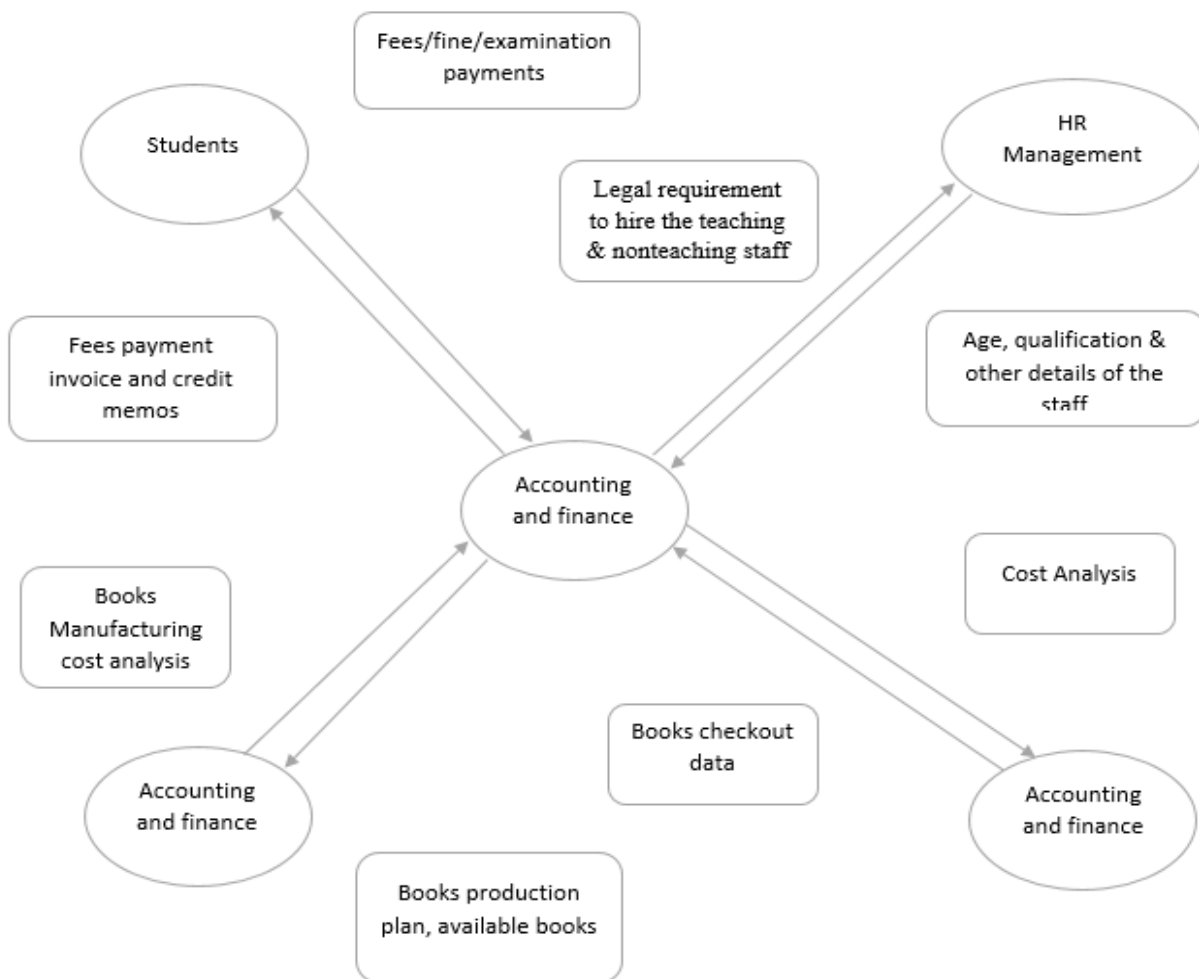 Fees/fine/examination
payments
Students
HR
Management
Legal requirement
to hire the teaching
& nonteaching staff
Fees payment
invoice and credit
memos
Age, qualification &
other details of the
staff
Accounting
and finance
Cost Analysis
Books
Manufacturing
cost analysis
Books checkout
data
Accounting
and finance
Accounting
and finance
Books production
plan, available books